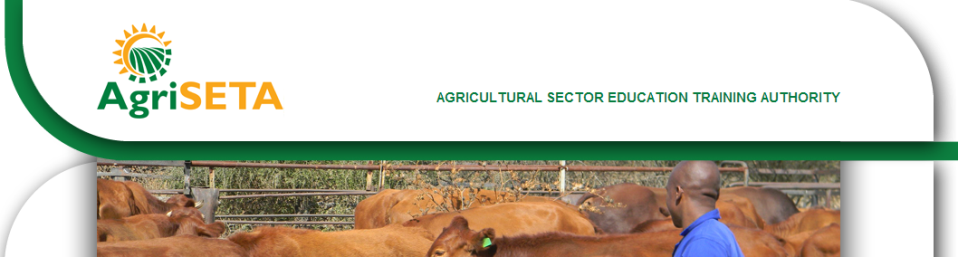 AgriSETA
AGRICULTURAL SECTOR EDUCATION TRAINING AUTHORITY